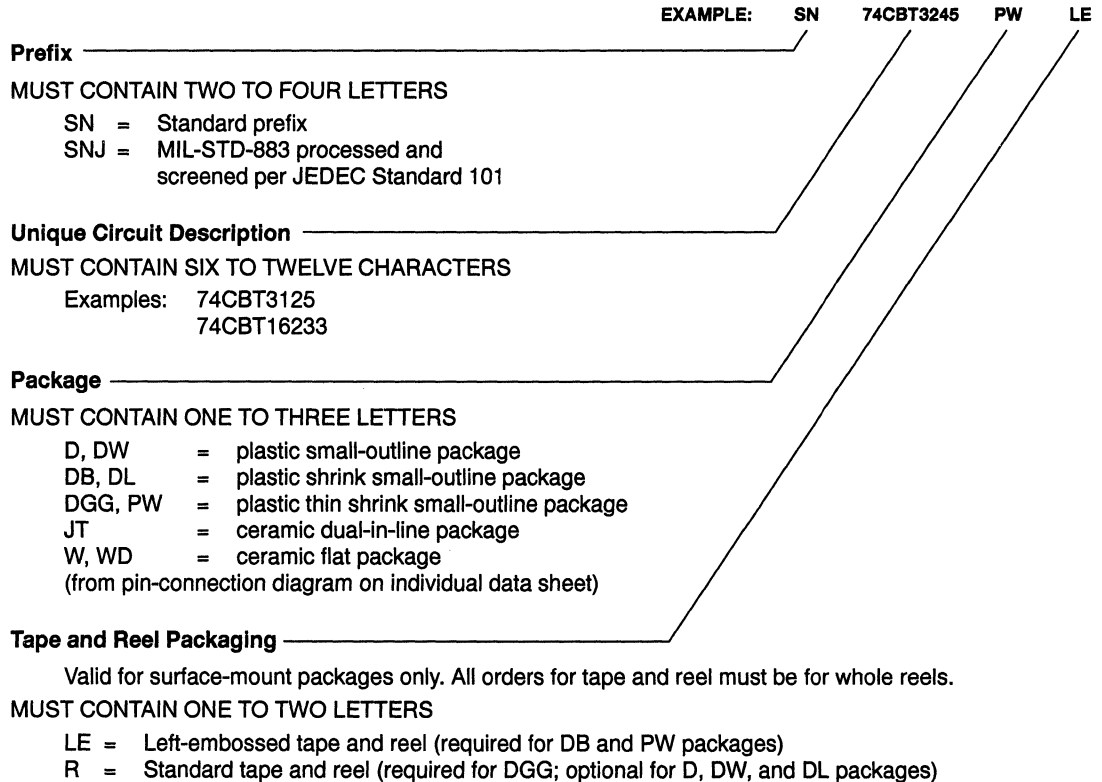 EXAMPLE: SN 74CBT3245 PW LE
Prefix
MUST CONTAIN TWO TO FOUR LETTERS
SN = Standard prefix
SNJ = MIL-STD-883 processed and
screened per JEDEC Standard 101
Unique Circuit Description
MUST CONTAIN SIX TO TWELVE CHARACTERS
Examples: 74CBT3125
74CBT16233
Package
MUST CONTAIN ONE TO THREE LETTERS
D, DW = plastic small-outline package
DB, DL = plastic shrink small-outline package
DGG, PW = plastic thin shrink small-outline package
JT = ceramic dual-in-line package
W, WD = ceramic flat package
(from pin-connection diagram on individual data sheet)
Tape and Reel Packaging
Valid for surface-mount packages only. All orders for tape and reel must be for whole reels.
MUST CONTAIN ONE TO TWO LETTERS
LE = Left-embossed tape and reel (required for DB and PW packages)
R = Standard tape and reel (required for DGG; optional for D, DW, and DL packages)